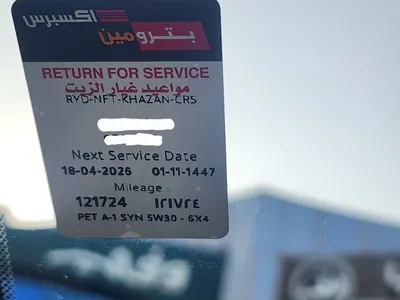 اكسبرس
بترومين
RETURN FOR SERVICE
مواعيد غيار الزيت
RYD-NFT-KHAZAN-CRS
Next Service Date
18-04-2026 01-11-1447
Mileage:
121724 ١٢١٧٢٤
PET A-1 SYN 5W30 - 6X4